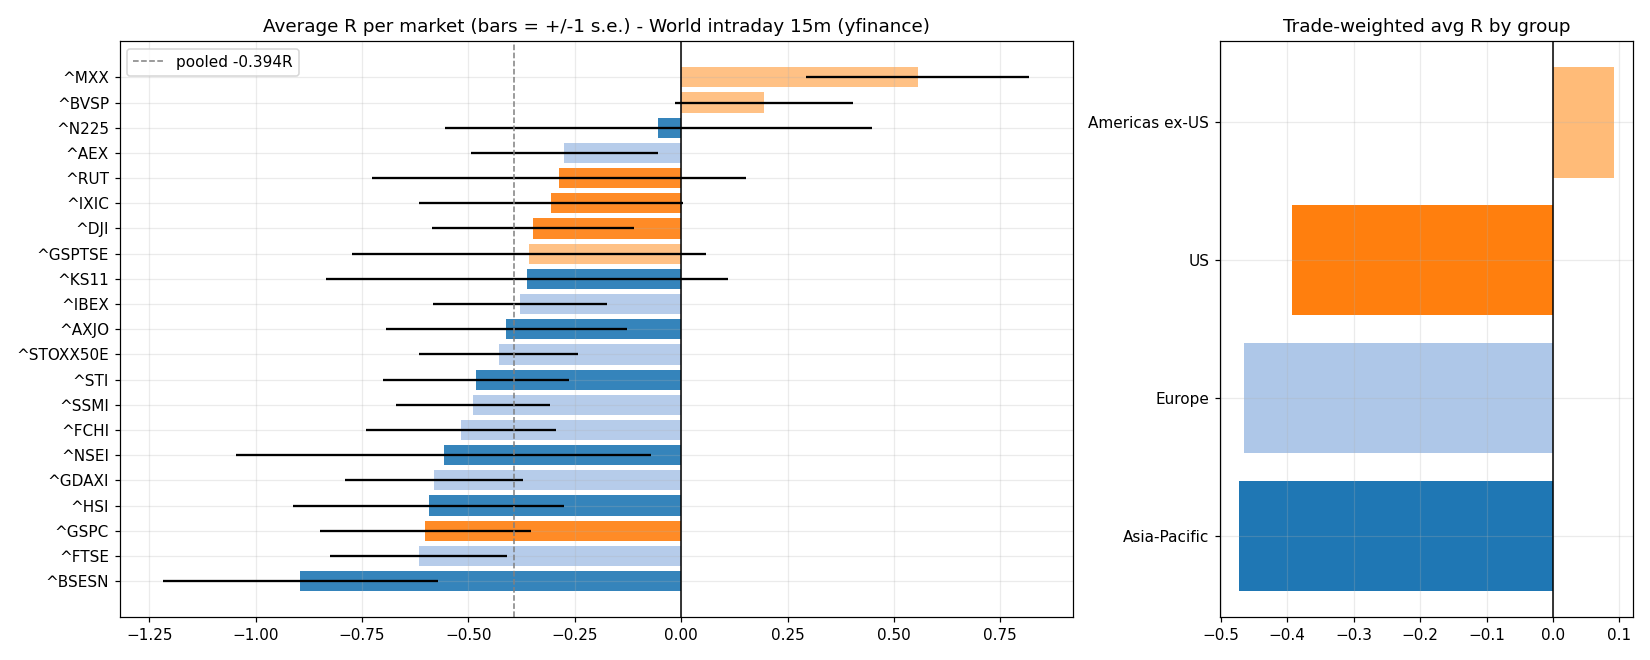 Average R per market (bars = +/-1 s.e.) - World intraday 15m (yfinance)
pooled -0.394R
^MXX
^BVSP
^N225
^AEX
^RUT
^IXIC
^DJI
^GSPTSE
^KS11
^IBEX
^AXJO
^STOXX50E
^STI
^SSMI
^FCHI
^NSEI
^GDAXI
^HSI
^GSPC
^FTSE
^BSESN
−1.25 −1.00 −0.75 −0.50 −0.25 0.00 0.25 0.50 0.75
Trade-weighted avg R by group
Americas ex-US
US
Europe
Asia-Pacific
−0.5 −0.4 −0.3 −0.2 −0.1 0.0 0.1